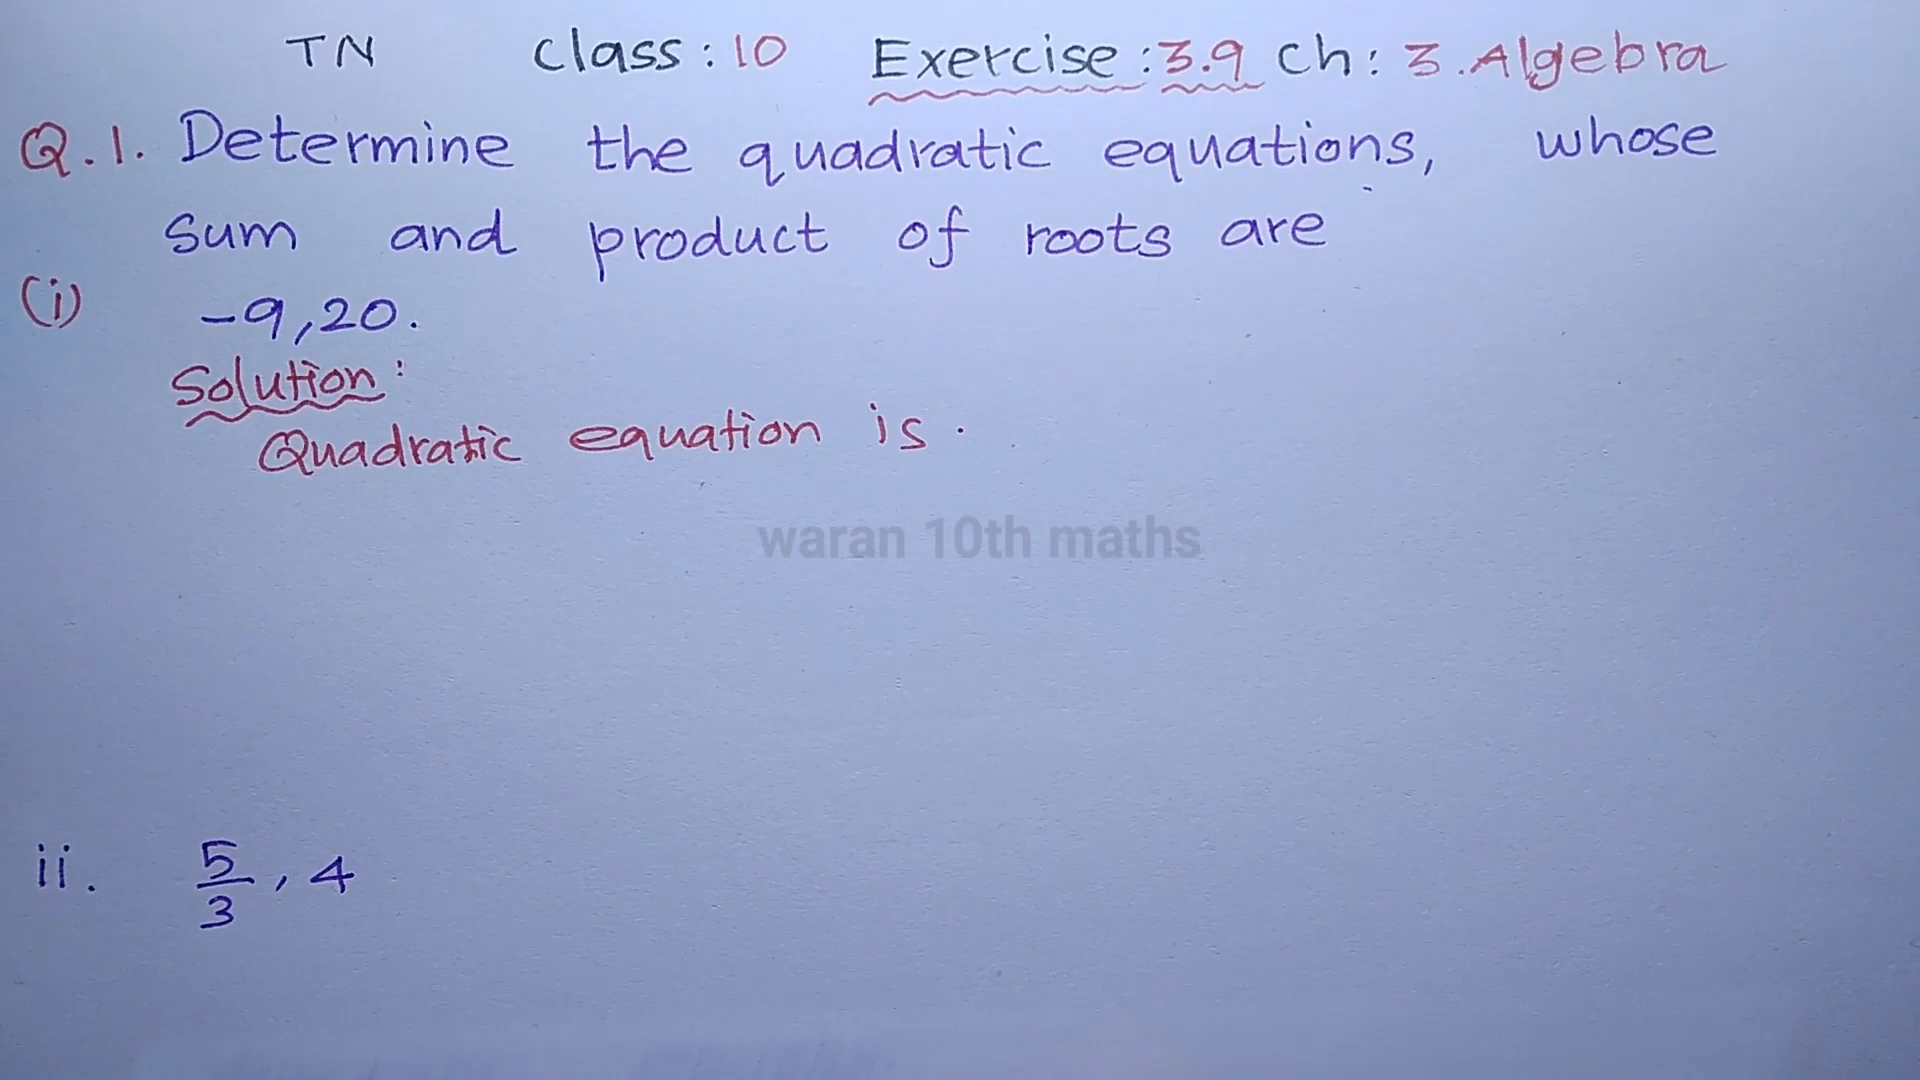 TN Class: 10 Exercise: 3.9 Ch: 3. Algebra
Q.1. Determine the quadratic equations, whose
sum and product of roots are
(i) -9, 20.
Solution:
Quadratic equation is.
waran 10th maths
ii. 5/3, 4